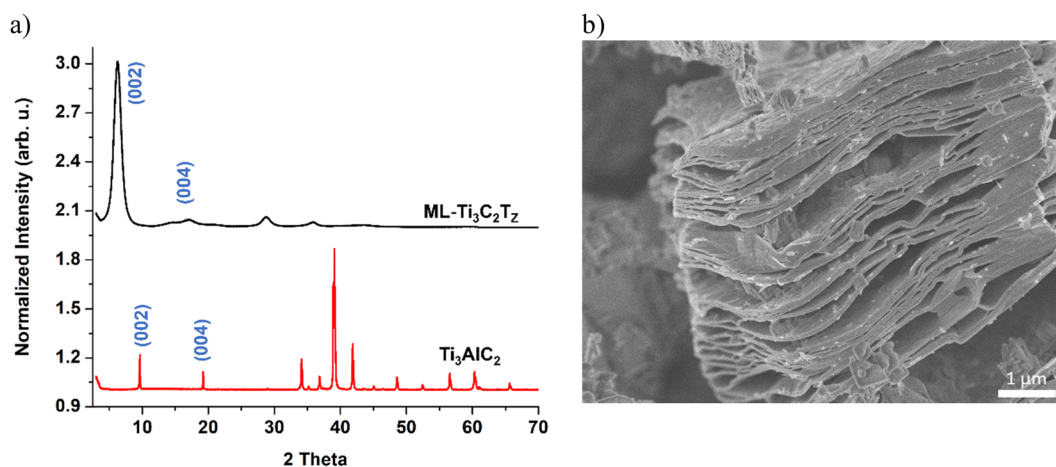 a)
b)
Normalized Intensity (arb. u.)
3.0
2.7
2.4
2.1
1.8
1.5
1.2
0.9
(002)
(004)
ML-Ti₃C₂T_Z
(002)
(004)
Ti₃AlC₂
10 20 30 40 50 60 70
2 Theta
1 µm